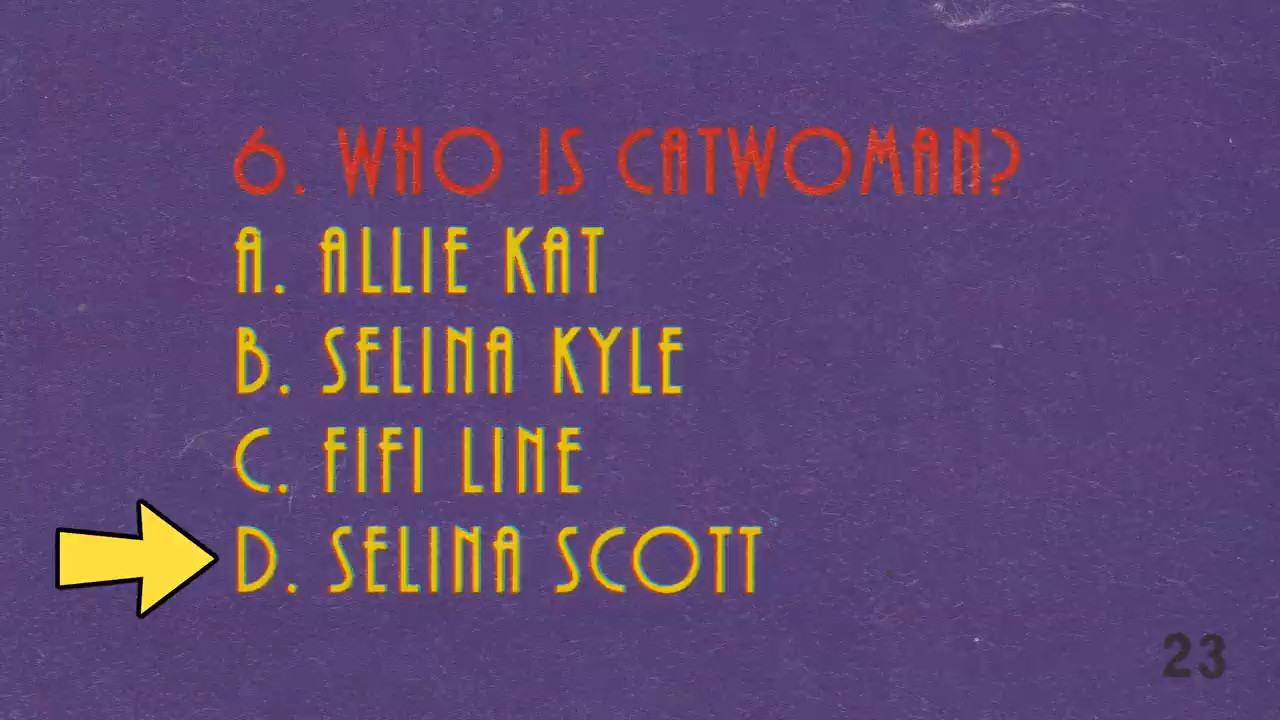 6. WHO IS CATWOMAN?
A. ALLIE KAT
B. SELINA KYLE
C. FIFI LINE
D. SELINA SCOTT
23